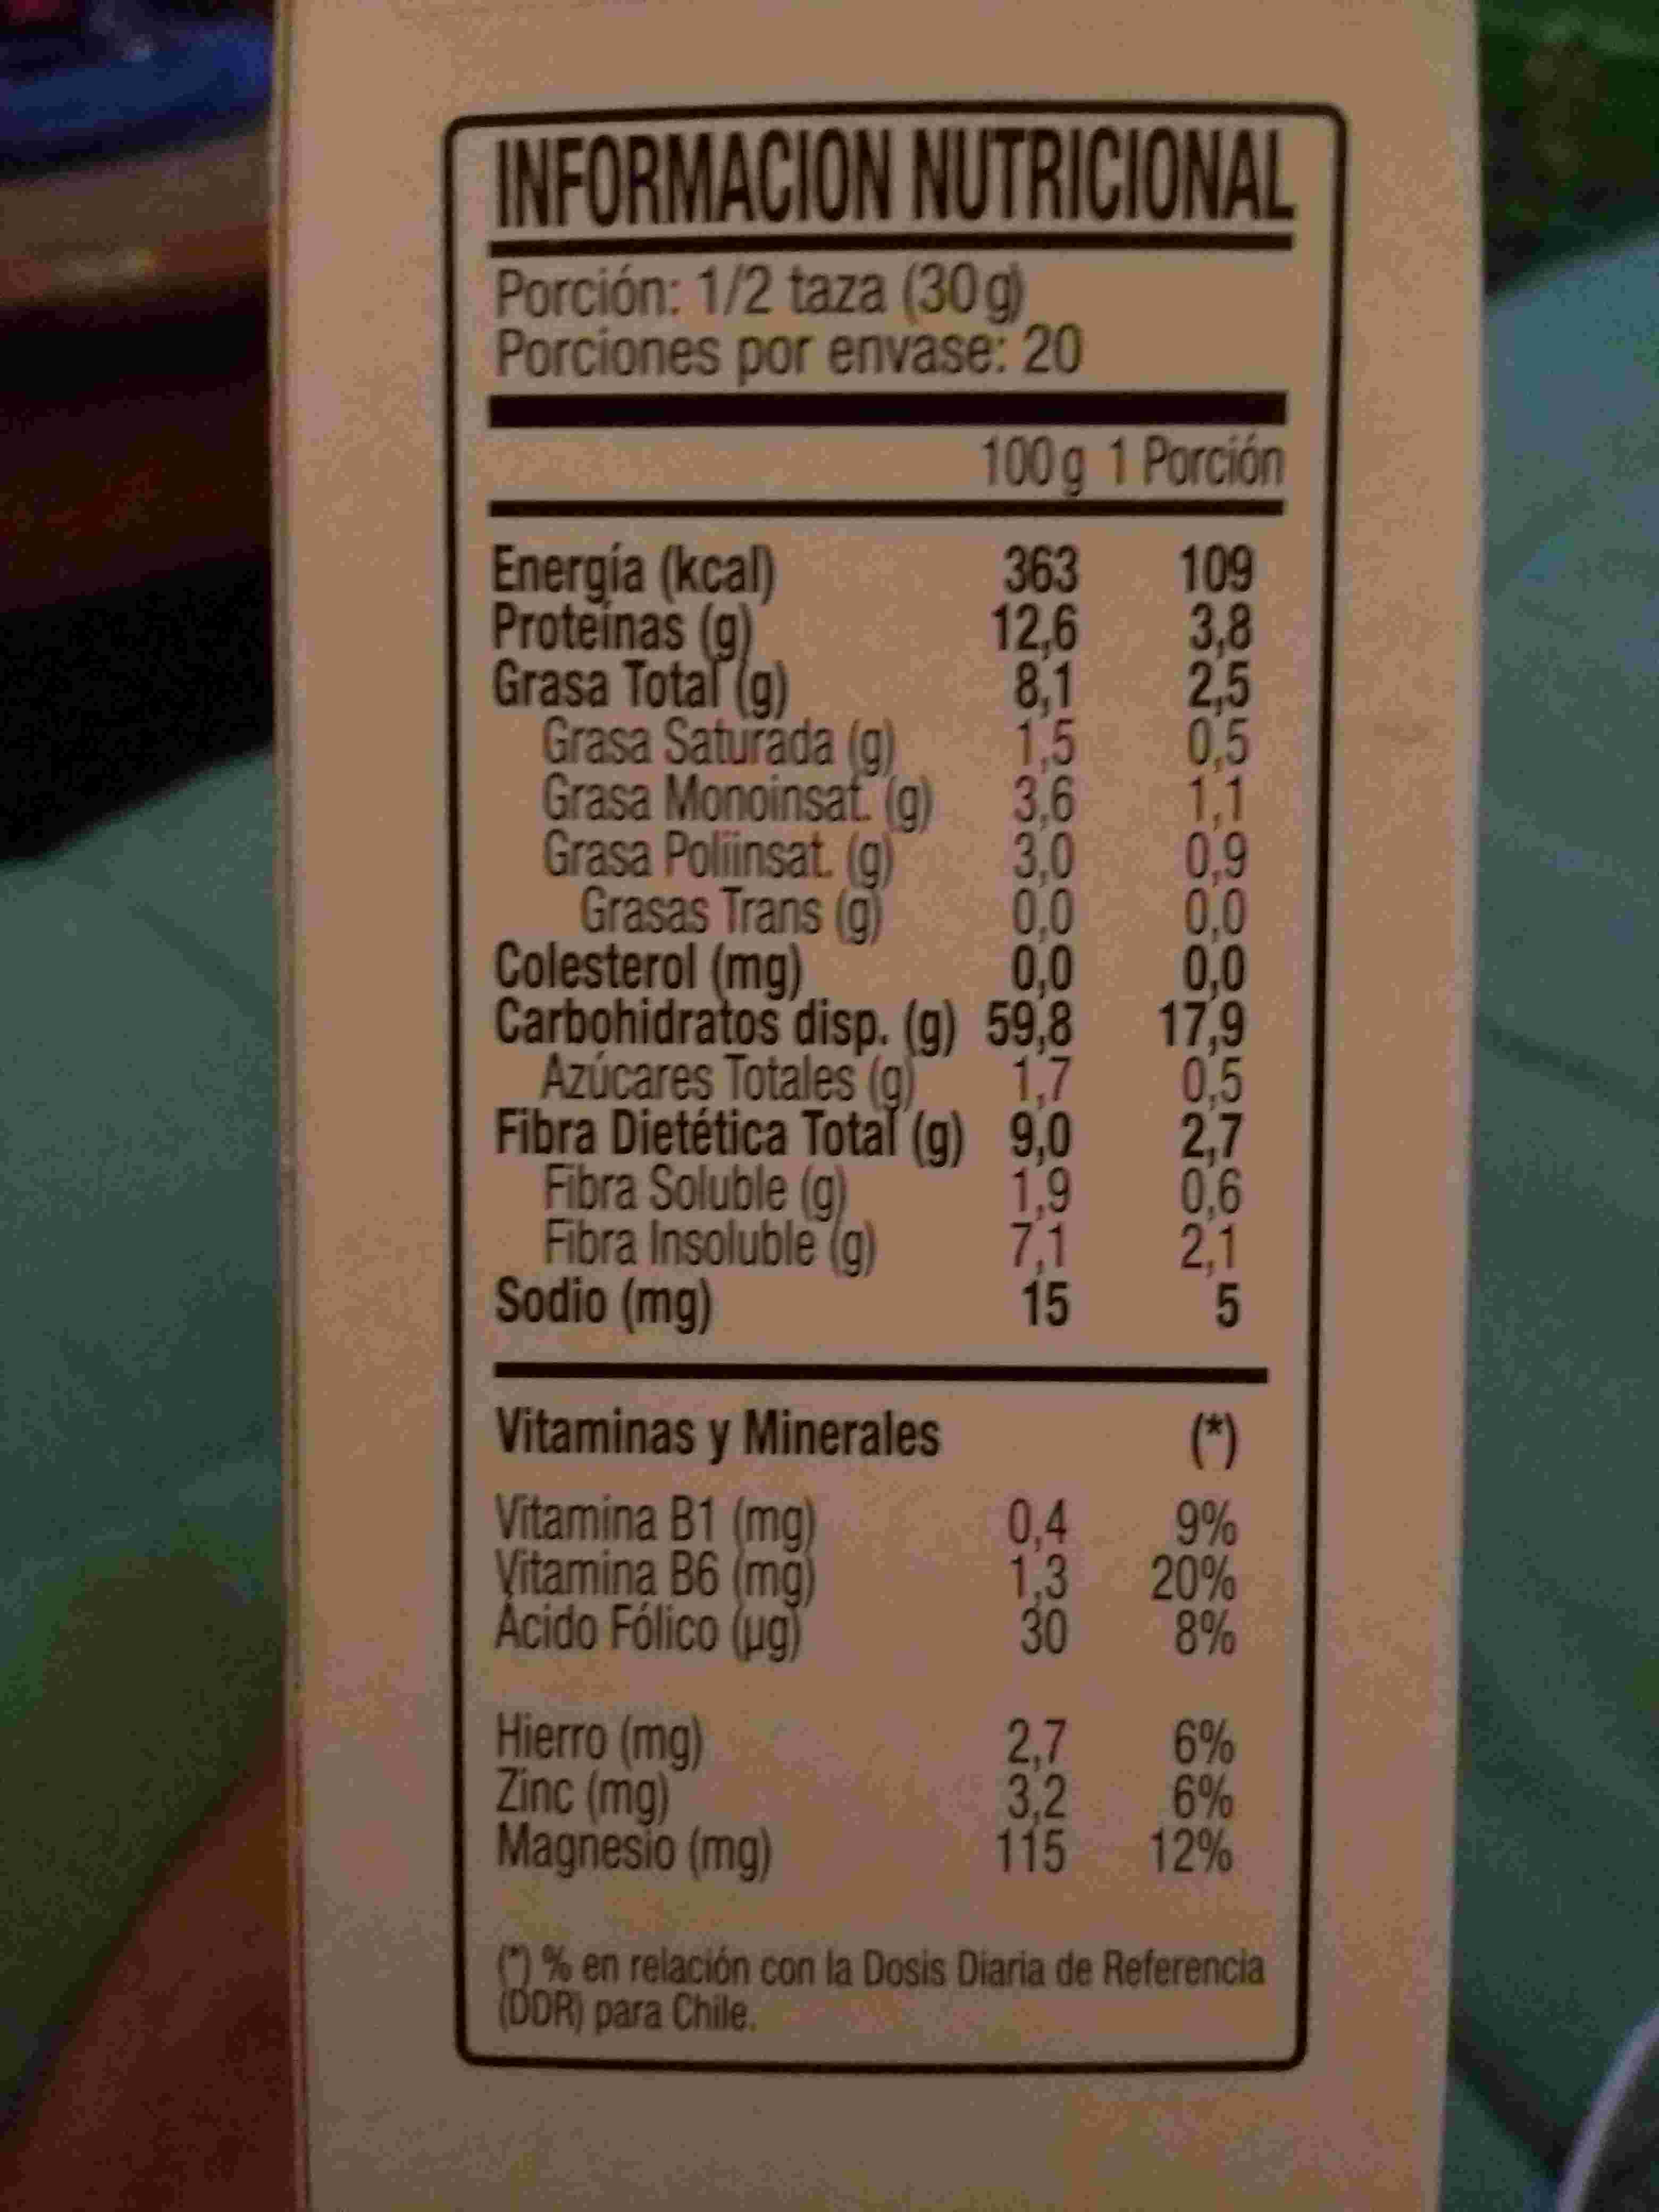 INFORMACION NUTRICIONAL
Porción: 1/2 taza (30g)
Porciones por envase: 20
100g 1 Porción
Energía (kcal) 363 109
Proteínas (g) 12,6 3,8
Grasa Total (g) 8,1 2,5
Grasa Saturada (g) 1,5 0,5
Grasa Monoinsat. (g) 3,6 1,1
Grasa Poliinsat. (g) 3,0 0,9
Grasas Trans (g) 0,0 0,0
Colesterol (mg) 0,0 0,0
Carbohidratos disp. (g) 59,8 17,9
Azúcares Totales (g) 1,7 0,5
Fibra Dietética Total (g) 9,0 2,7
Fibra Soluble (g) 1,9 0,6
Fibra Insoluble (g) 7,1 2,1
Sodio (mg) 15 5
Vitaminas y Minerales (*)
Vitamina B1 (mg) 0,4 9%
Vitamina B6 (mg) 1,3 20%
Ácido Fólico (µg) 30 8%
Hierro (mg) 2,7 6%
Zinc (mg) 3,2 6%
Magnesio (mg) 115 12%
(*) % en relación con la Dosis Diaria de Referencia
(DDR) para Chile.